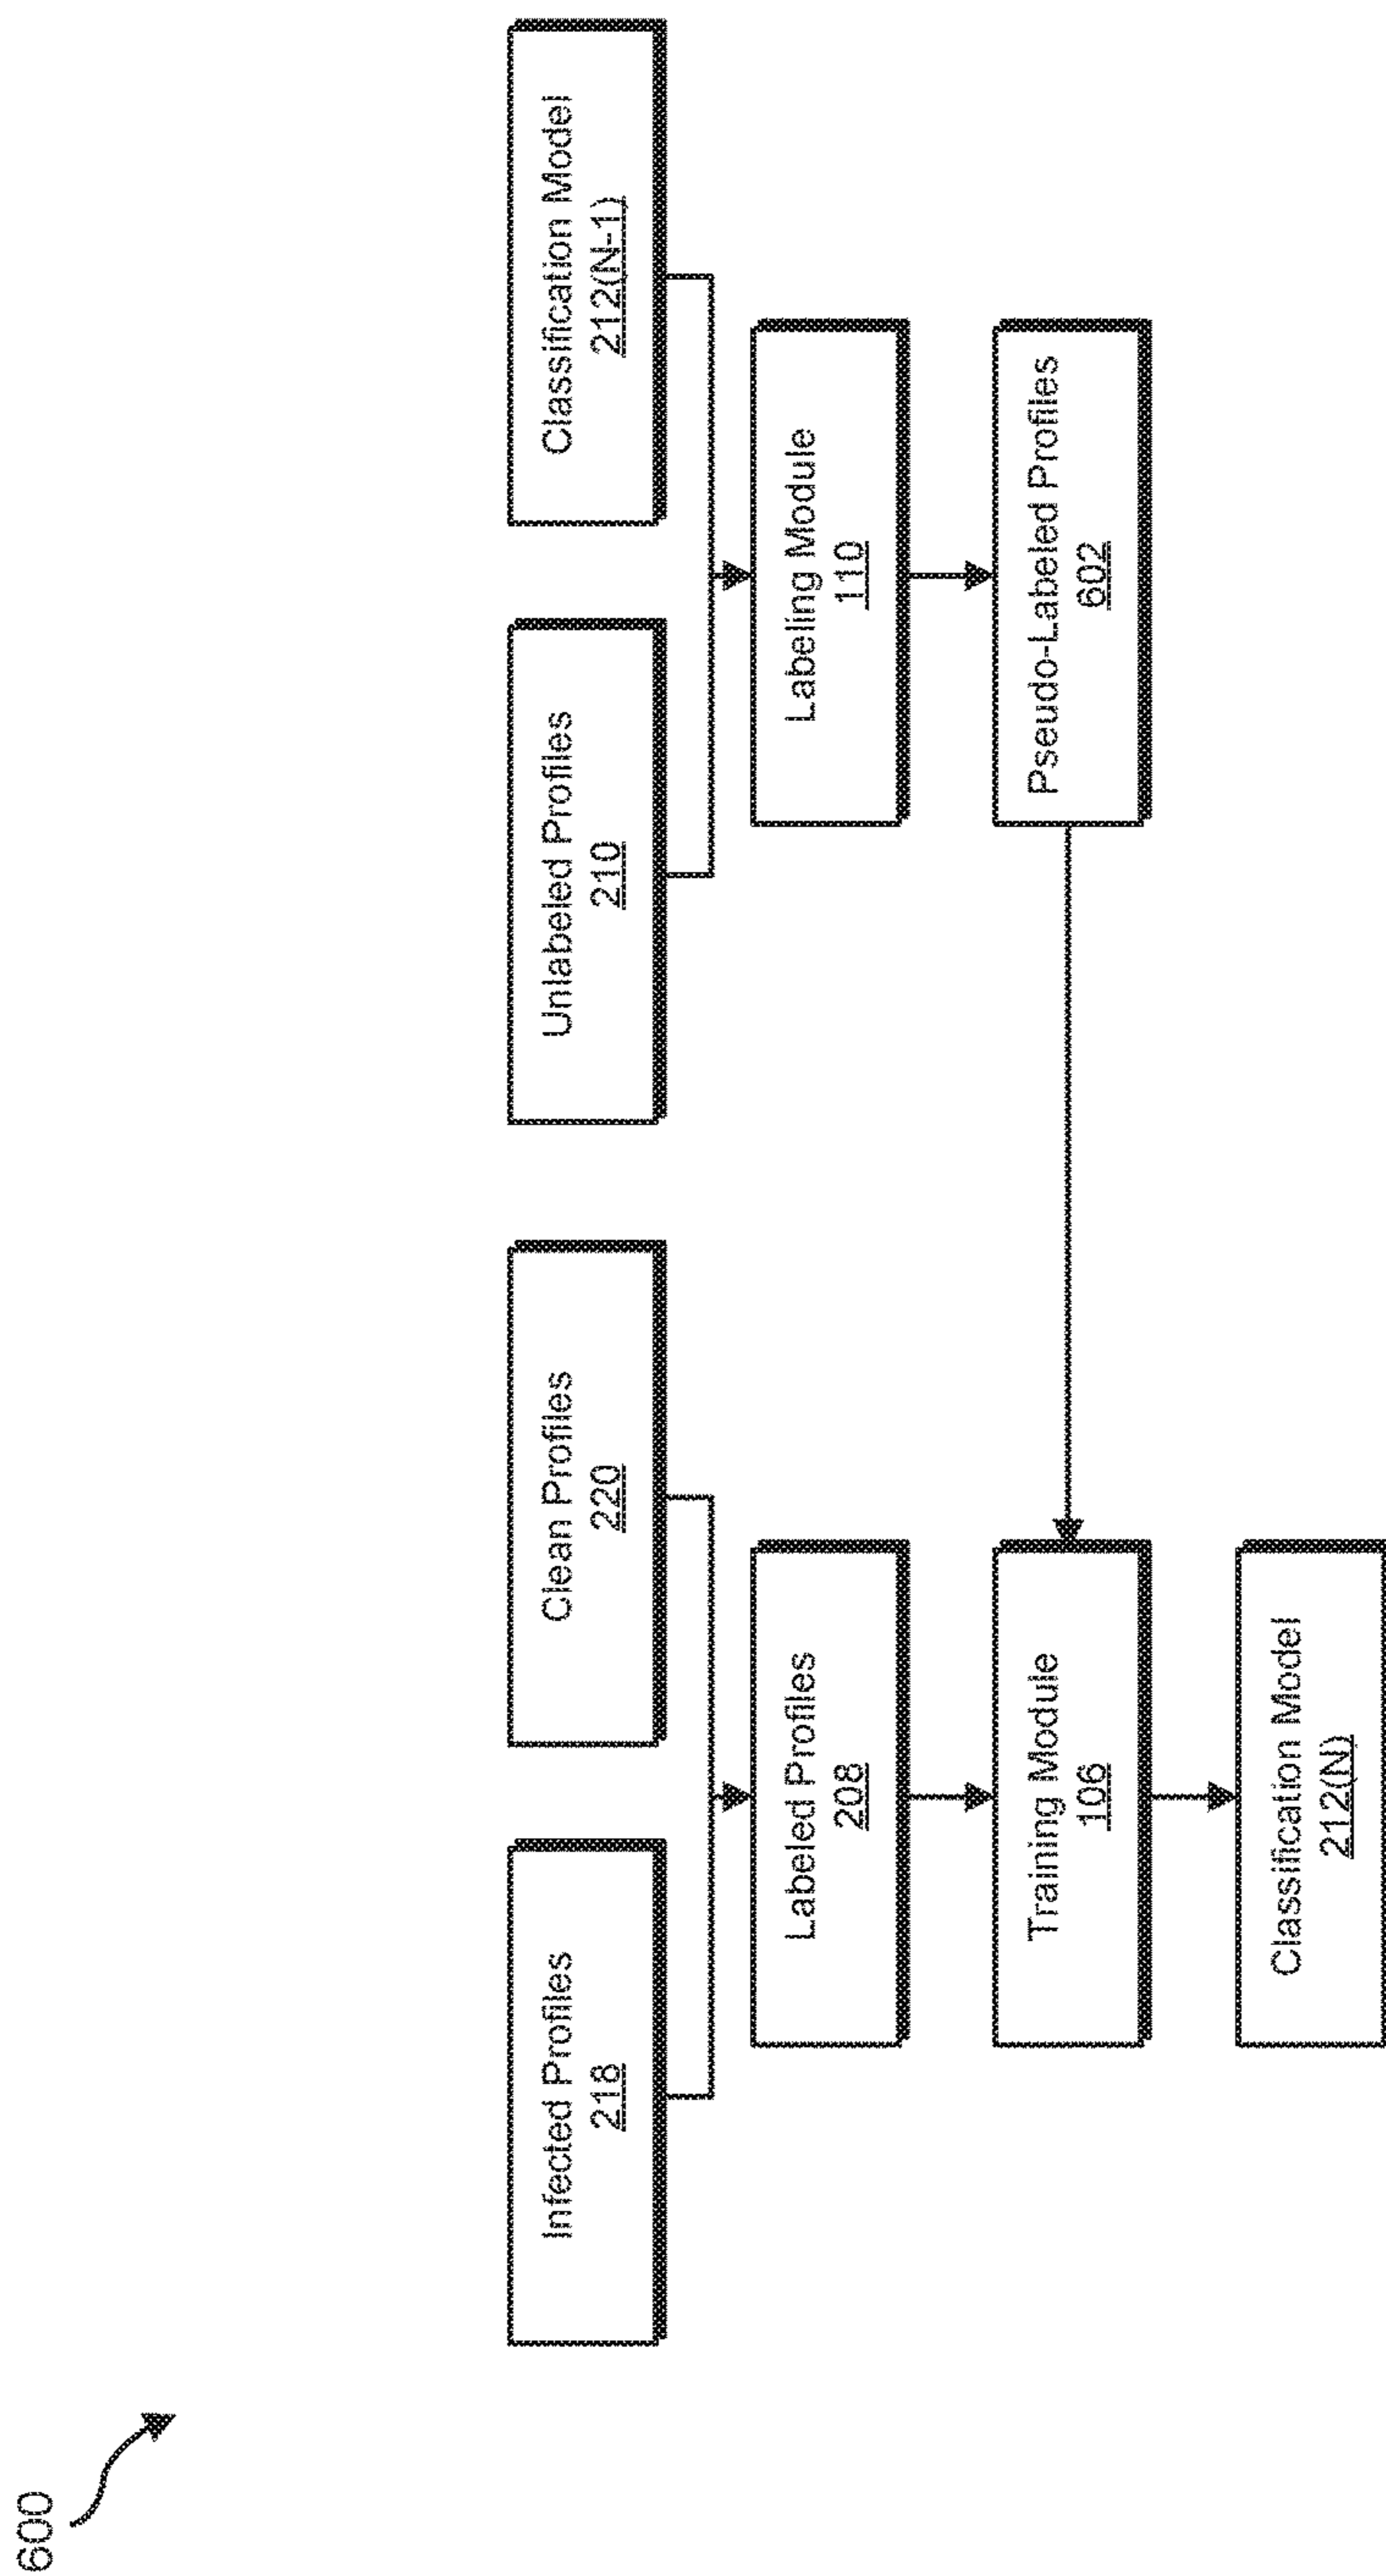 600
Infected Profiles
218
Clean Profiles
220
Unlabeled Profiles
210
Classification Model
212(N-1)
Labeled Profiles
208
Labeling Module
110
Training Module
106
Pseudo-Labeled Profiles
602
Classification Model
212(N)